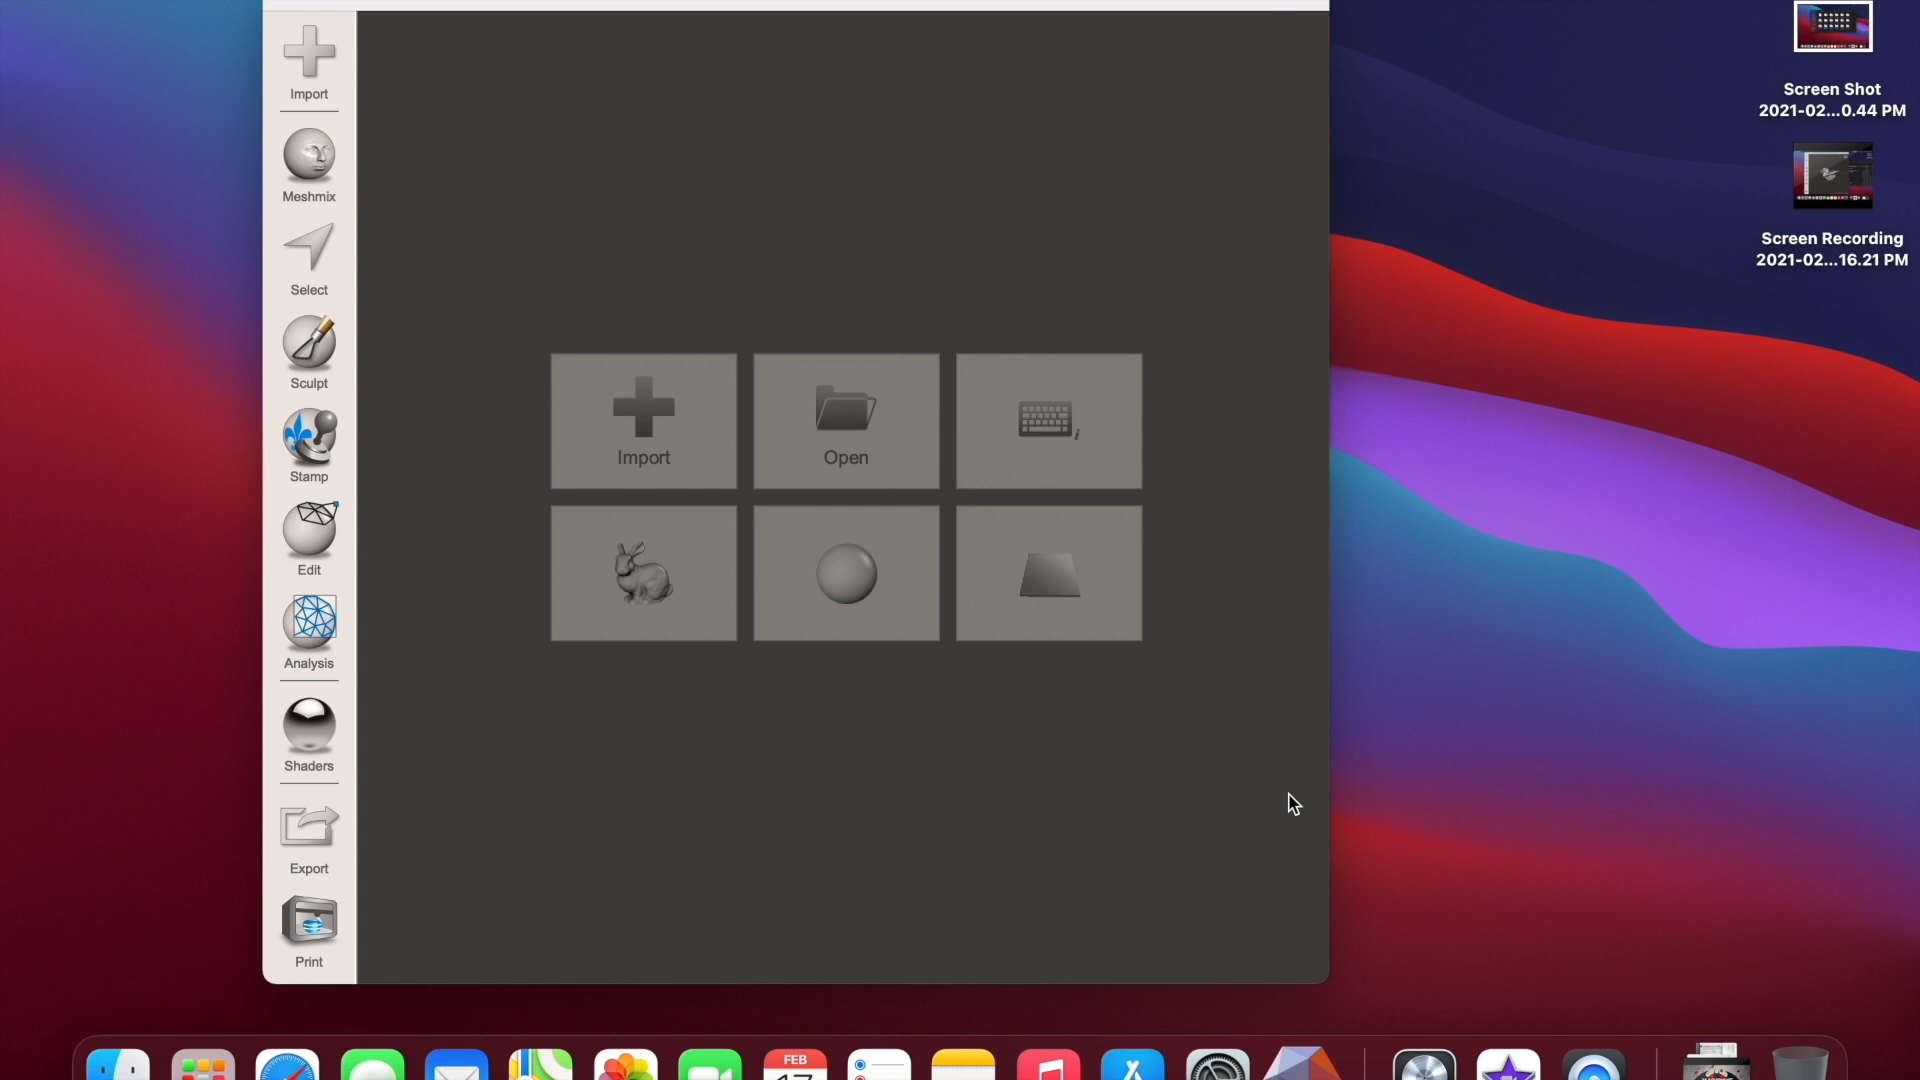 Import
Meshmix
Select
Sculpt
Stamp
Edit
Analysis
Shaders
Export
Print
Import
Open
i
Screen Shot
2021-02...0.44 PM
Screen Recording
2021-02...16.21 PM
FEB
17